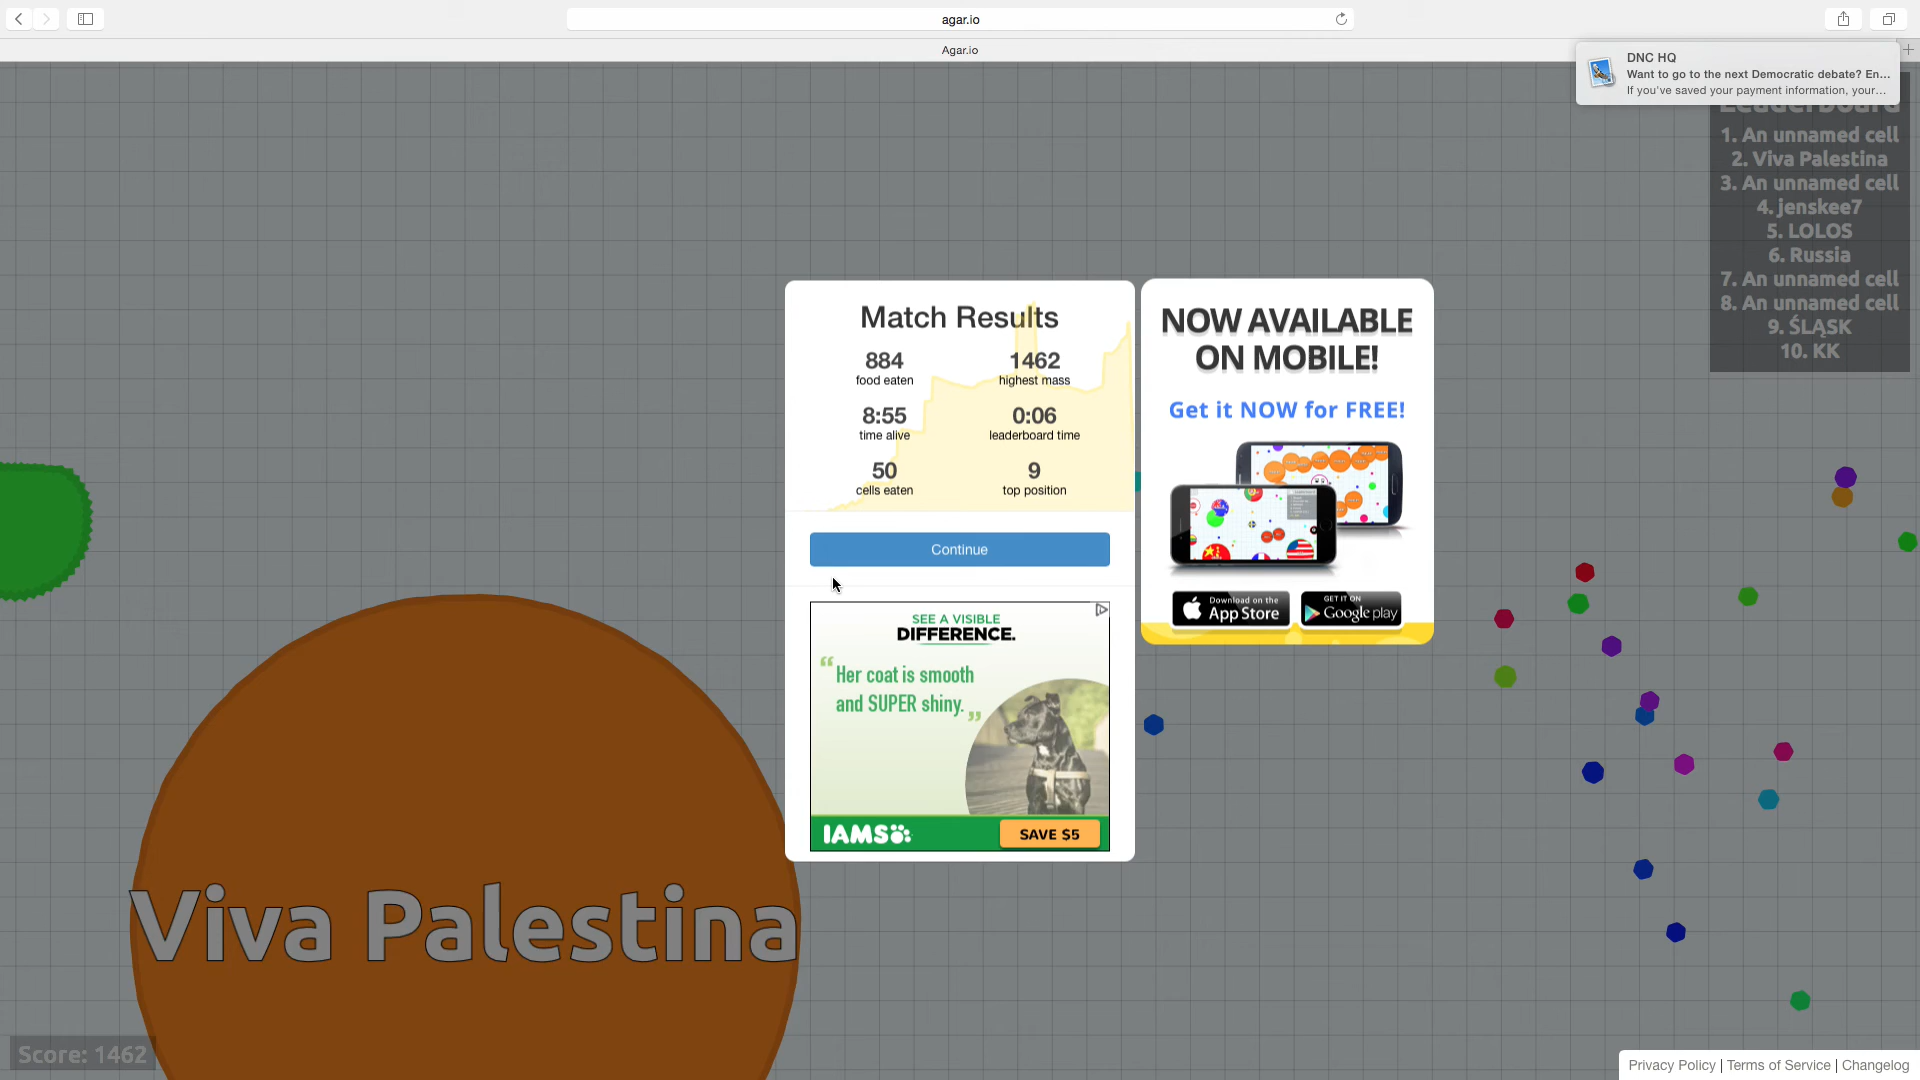 agar.io
Agar.io
DNC HQ
Want to go to the next Democratic debate? En...
If you've saved your payment information, your...
Leaderboard
1. An unnamed cell
2. Viva Palestina
3. An unnamed cell
4. jenskee7
5. LOLOS
6. Russia
7. An unnamed cell
8. An unnamed cell
9. ŚLĄSK
10. KK
Match Results
884
food eaten
1462
highest mass
8:55
time alive
0:06
leaderboard time
50
cells eaten
9
top position
Continue
NOW AVAILABLE
ON MOBILE!
Get it NOW for FREE!
Download on the
App Store
GET IT ON
Google play
SEE A VISIBLE
DIFFERENCE.
“Her coat is smooth
and SUPER shiny.”
IAMS
SAVE $5
Viva Palestina
Score: 1462
Privacy Policy | Terms of Service | Changelog